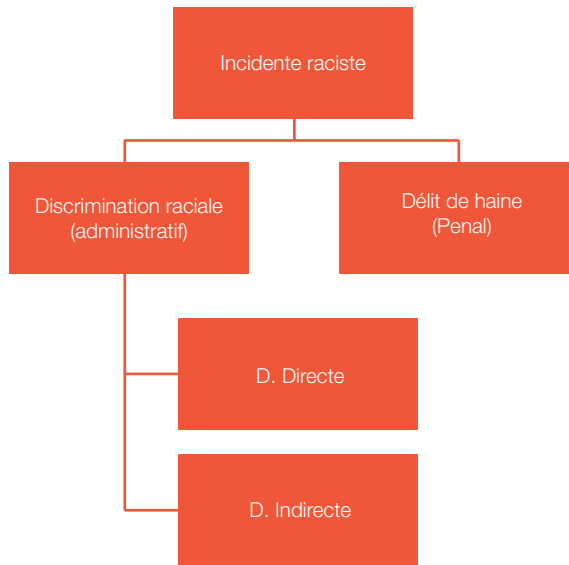 Incidente raciste
Discrimination raciale
(administratif)
Délit de haine
(Penal)
D. Directe
D. Indirecte